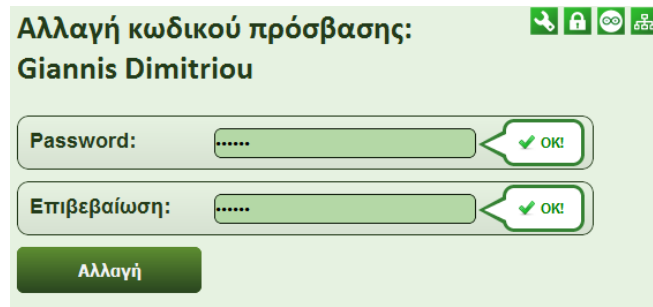 Αλλαγή κωδικού πρόσβασης:
Giannis Dimitriou
Password:
•••••• 
OK!
Επιβεβαίωση:
••••••
OK!
Αλλαγή